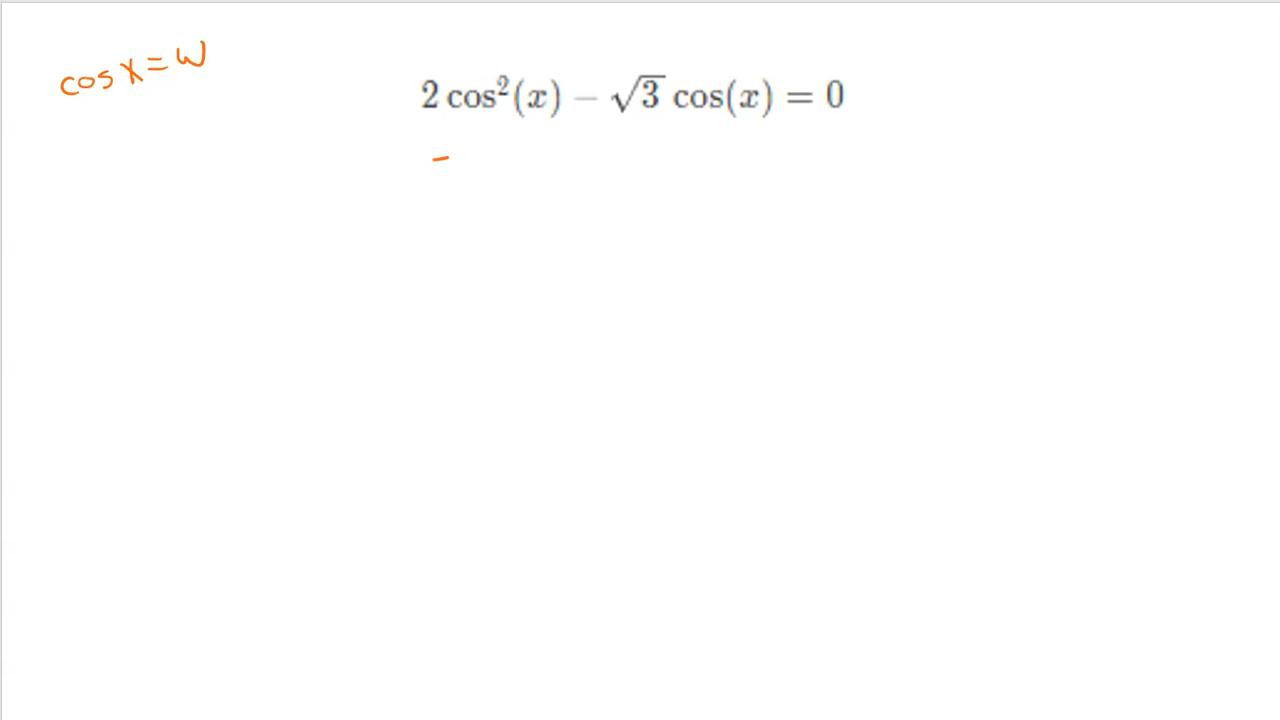 cos x = w
2 cos²(x) − √3 cos(x) = 0
-